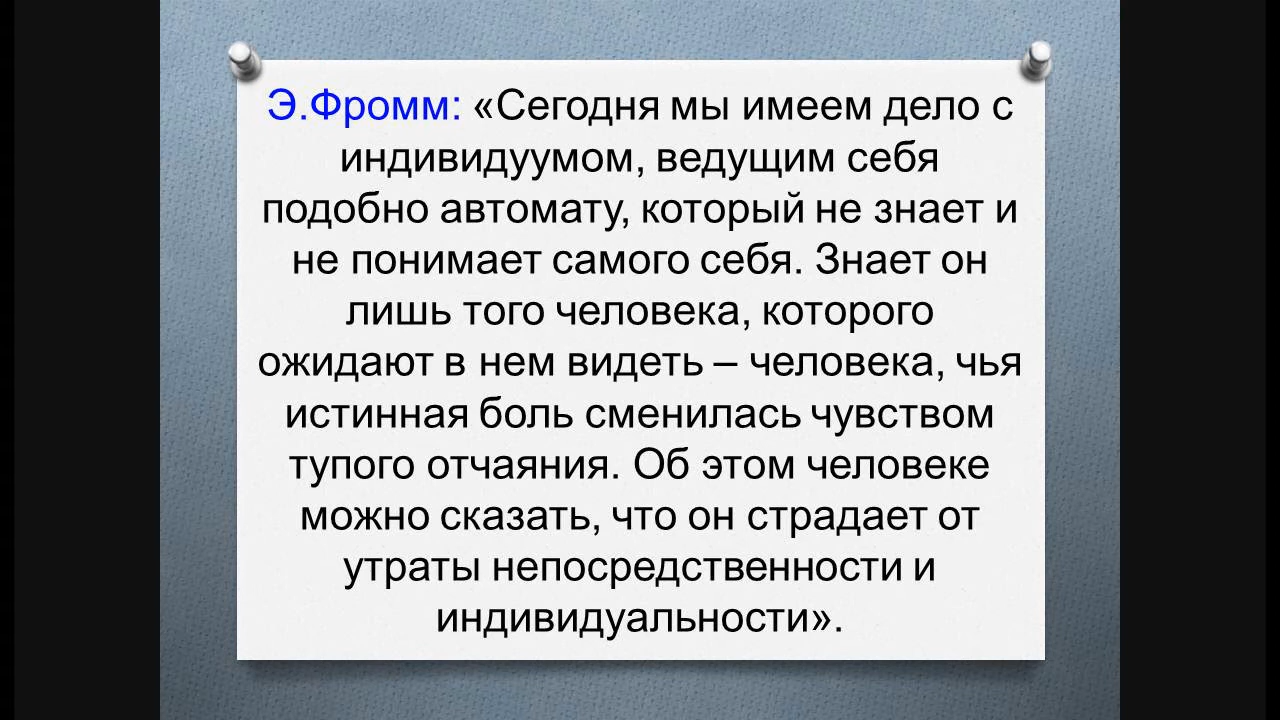 Э.Фромм: «Сегодня мы имеем дело с
индивидуумом, ведущим себя
подобно автомату, который не знает и
не понимает самого себя. Знает он
лишь того человека, которого
ожидают в нем видеть – человека, чья
истинная боль сменилась чувством
тупого отчаяния. Об этом человеке
можно сказать, что он страдает от
утраты непосредственности и
индивидуальности».